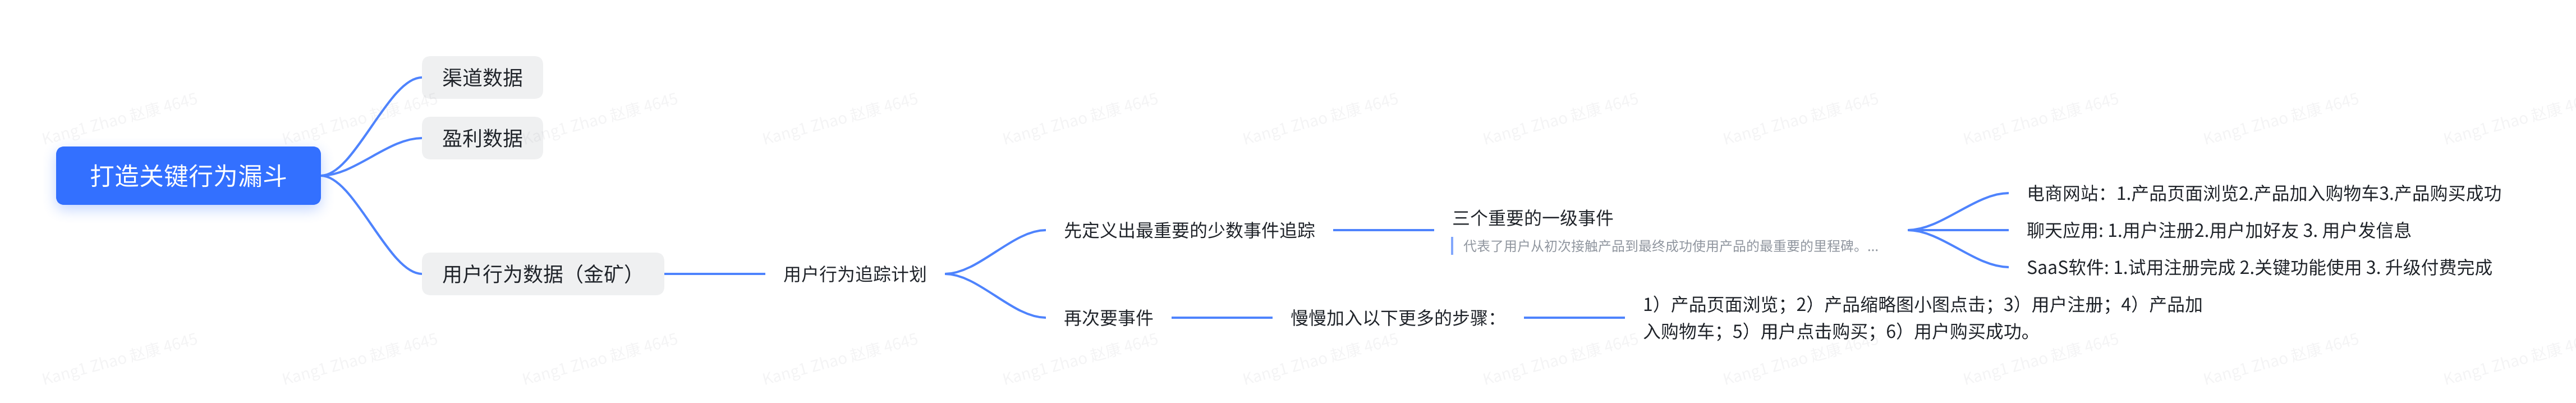 打造关键行为漏斗
渠道数据
盈利数据
用户行为数据（金矿）
用户行为追踪计划
先定义出最重要的少数事件追踪
三个重要的一级事件
代表了用户从初次接触产品到最终成功使用产品的最重要的里程碑。...
电商网站：1.产品页面浏览2.产品加入购物车3.产品购买成功
聊天应用: 1.用户注册2.用户加好友 3. 用户发信息
SaaS软件: 1.试用注册完成 2.关键功能使用 3. 升级付费完成
再次要事件
慢慢加入以下更多的步骤：
1）产品页面浏览；2）产品缩略图小图点击；3）用户注册；4）产品加
入购物车；5）用户点击购买；6）用户购买成功。
Kang1 Zhao 赵康 4645